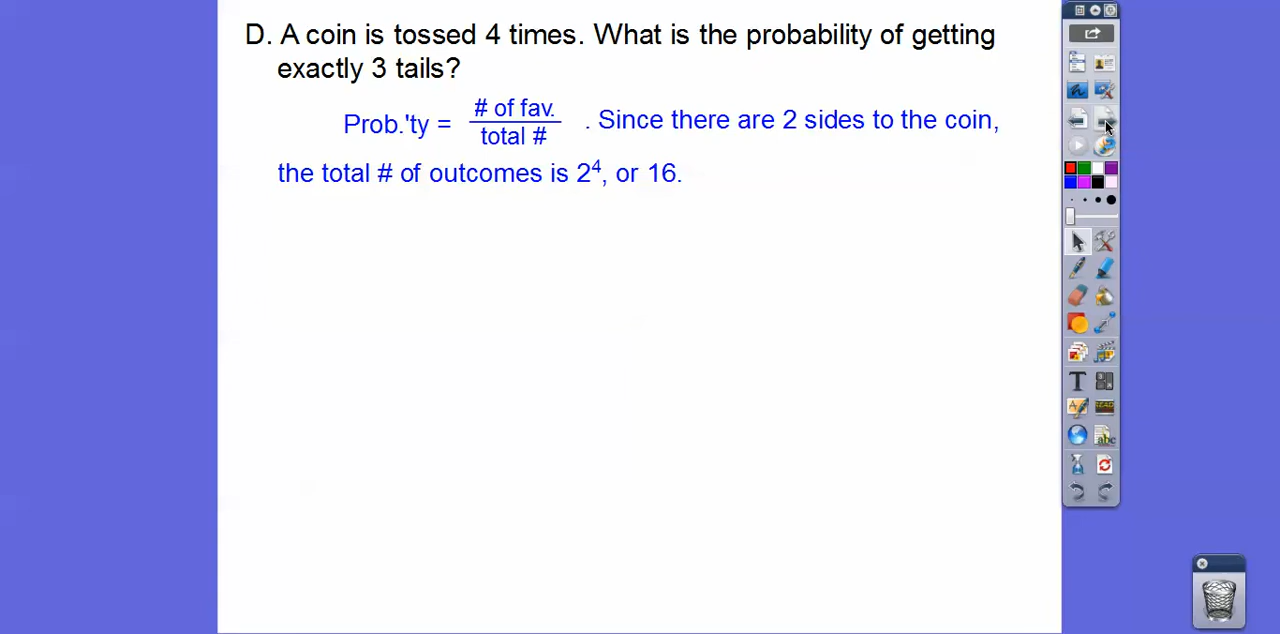 D. A coin is tossed 4 times. What is the probability of getting
exactly 3 tails?
Prob.'ty = # of fav. / total # . Since there are 2 sides to the coin,
the total # of outcomes is 2⁴, or 16.